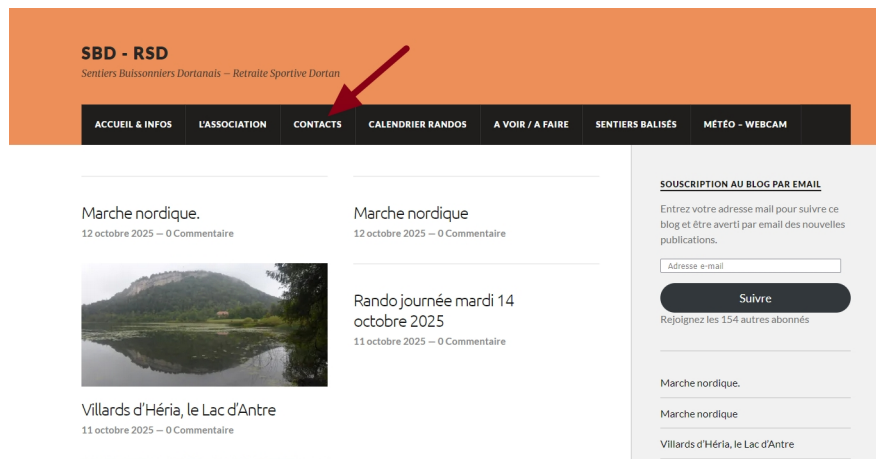 SBD - RSD
Sentiers Buissonniers Dortanais – Retraite Sportive Dortan
ACCUEIL & INFOS L'ASSOCIATION CONTACTS CALENDRIER RANDOS A VOIR / A FAIRE SENTIERS BALISÉS MÉTÉO – WEBCAM
Marche nordique.
12 octobre 2025 — 0 Commentaire
Marche nordique
12 octobre 2025 — 0 Commentaire
Villards d'Héria, le Lac d'Antre
11 octobre 2025 — 0 Commentaire
Rando journée mardi 14
octobre 2025
11 octobre 2025 — 0 Commentaire
SOUSCRIPTION AU BLOG PAR EMAIL
Entrez votre adresse mail pour suivre ce
blog et être averti par email des nouvelles
publications.
Adresse e-mail
Suivre
Rejoignez les 154 autres abonnés
Marche nordique.
Marche nordique
Villards d'Héria, le Lac d'Antre